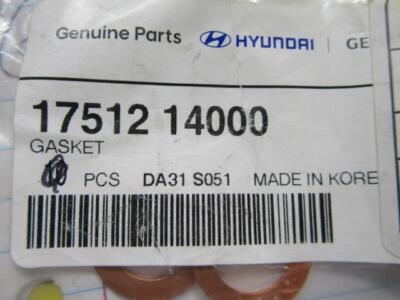 Genuine Parts HYUNDAI | GE
17512 14000
GASKET
PCS DA31 S051 MADE IN KORE